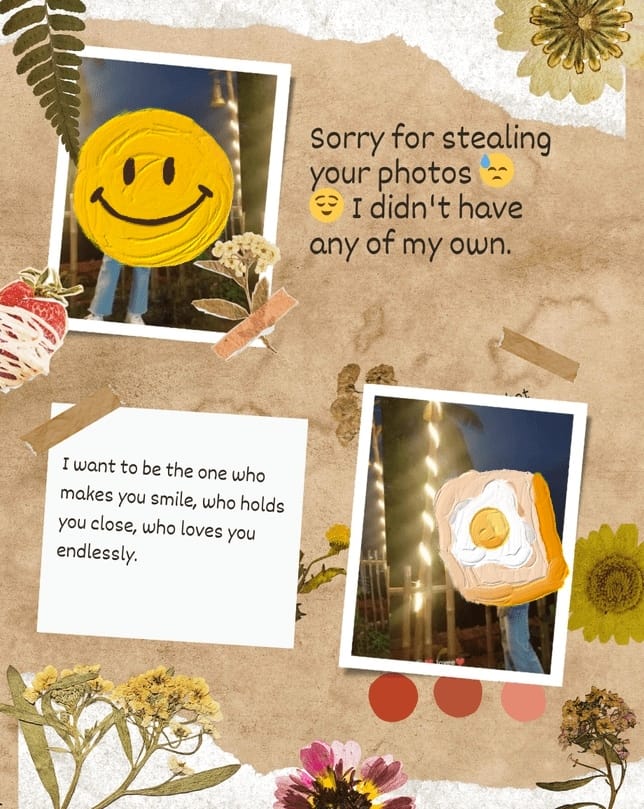 Sorry for stealing
your photos 😓
😌 I didn't have
any of my own.
I want to be the one who
makes you smile, who holds
you close, who loves you
endlessly.